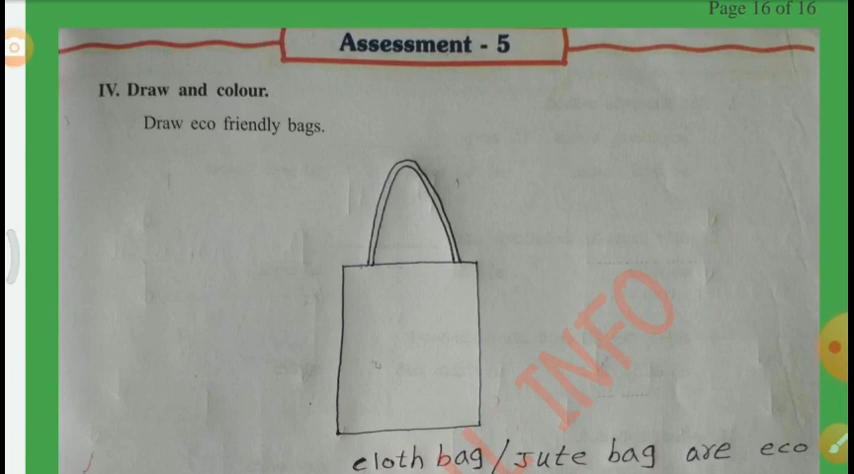 Page 16 of 16
Assessment - 5
IV. Draw and colour.
Draw eco friendly bags.
INFO
cloth bag/Jute bag are eco